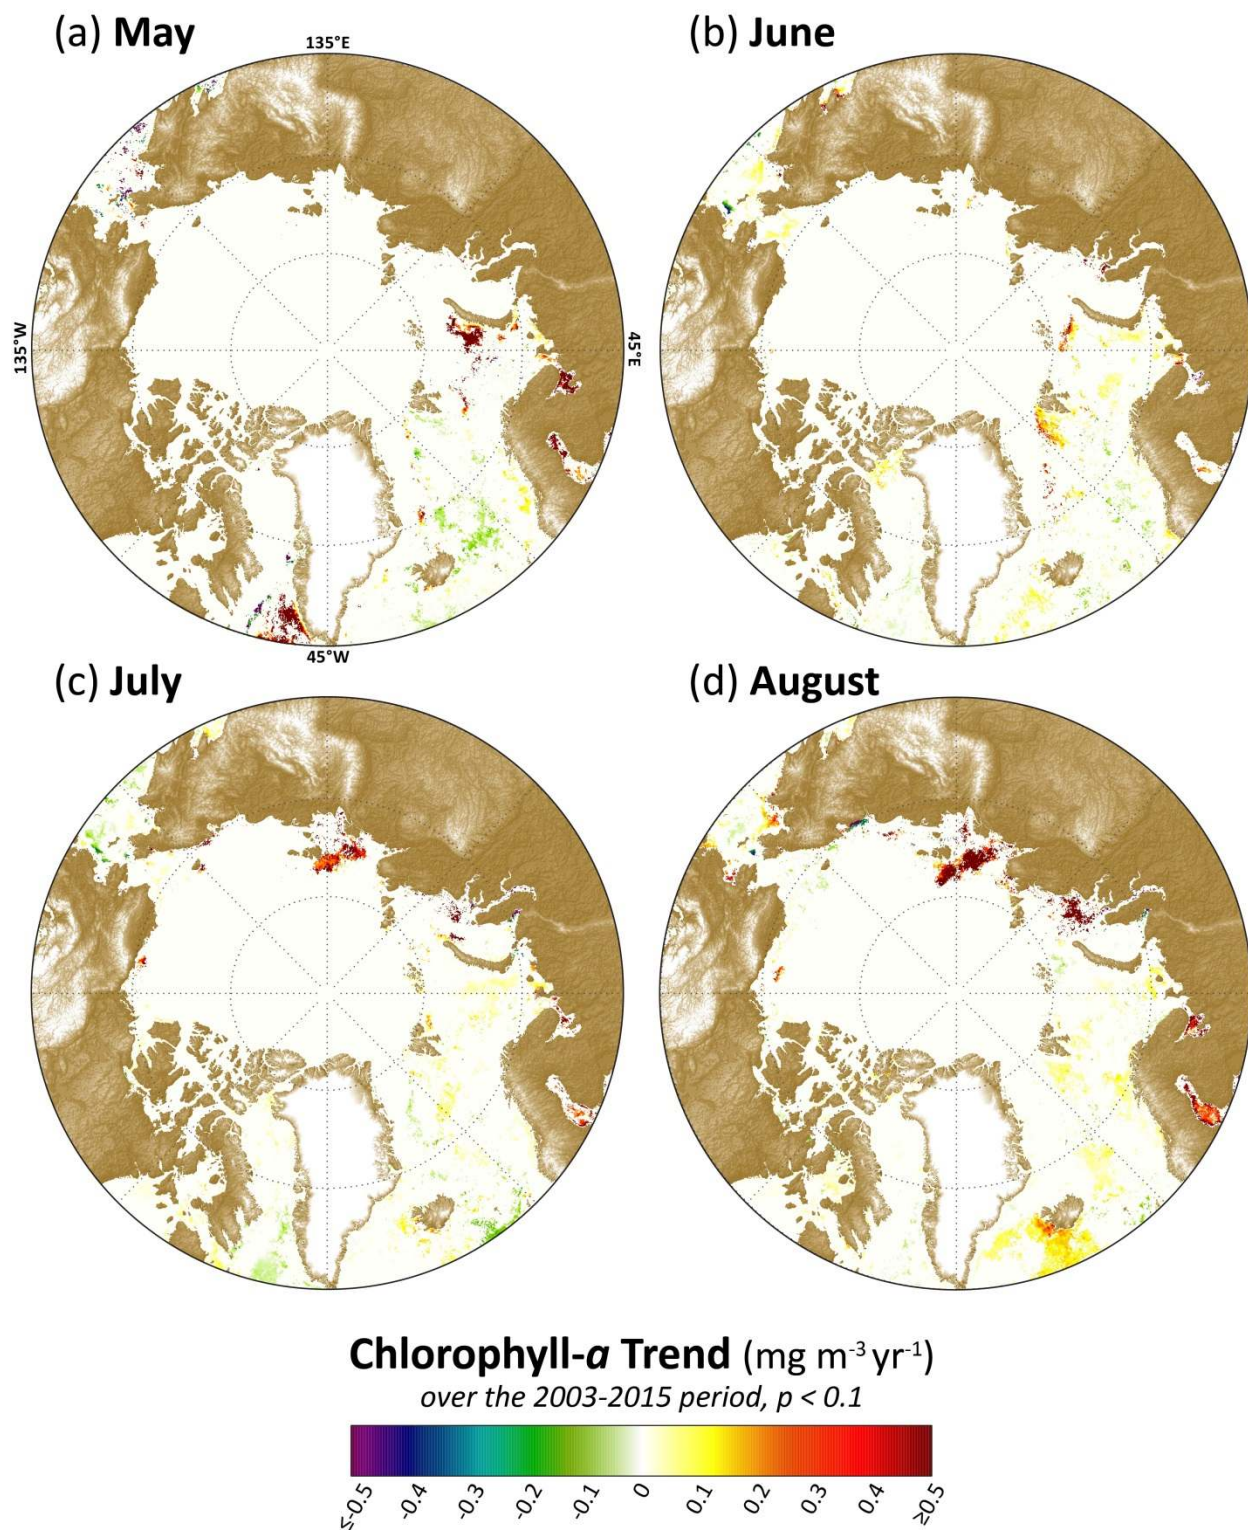 (a) May
(b) June
135°E
135°W
45°E
45°W
(c) July
(d) August
Chlorophyll-a Trend (mg m⁻³ yr⁻¹)
over the 2003-2015 period, p < 0.1
≤-0.5 -0.4 -0.3 -0.2 -0.1 0 0.1 0.2 0.3 0.4 ≥0.5